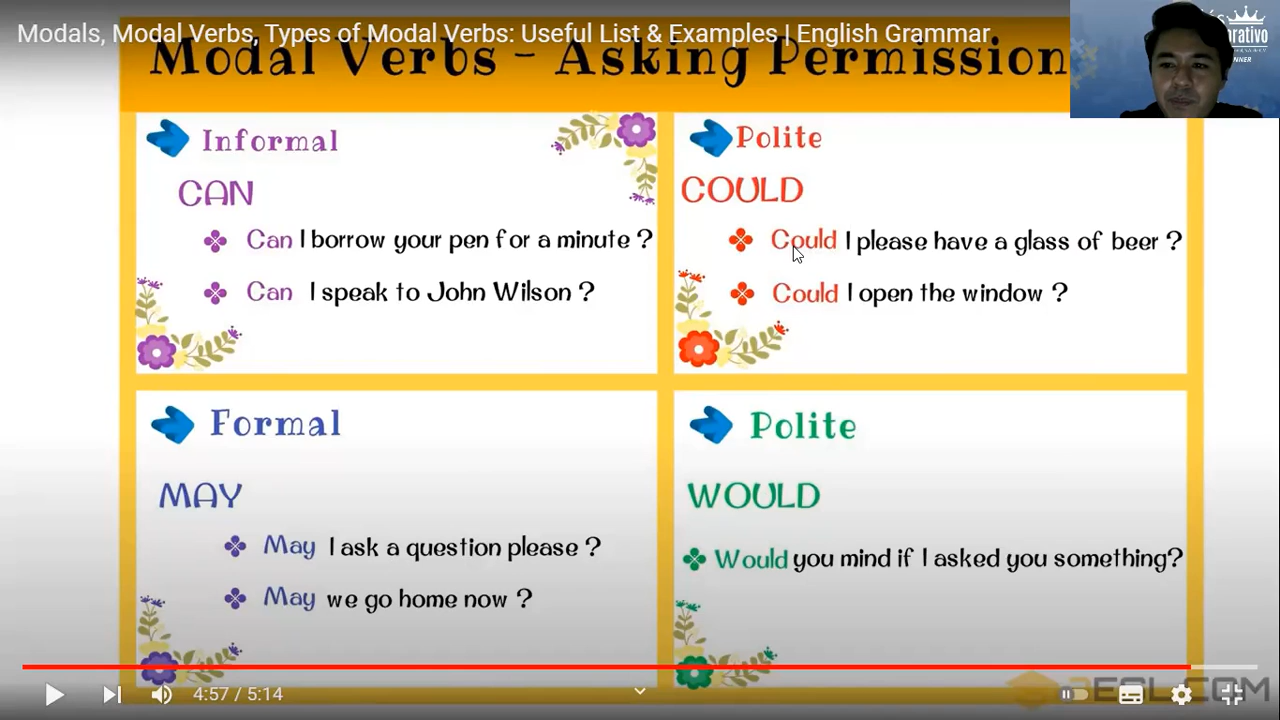 Modals, Modal Verbs, Types of Modal Verbs: Useful List & Examples | English Grammar
Modal Verbs - Asking Permission
Informal
CAN
Can I borrow your pen for a minute ?
Can I speak to John Wilson ?
Polite
COULD
Could I please have a glass of beer ?
Could I open the window ?
Formal
MAY
May I ask a question please ?
May we go home now ?
Polite
WOULD
Would you mind if I asked you something?
4:57 / 5:14
7ESL.COM